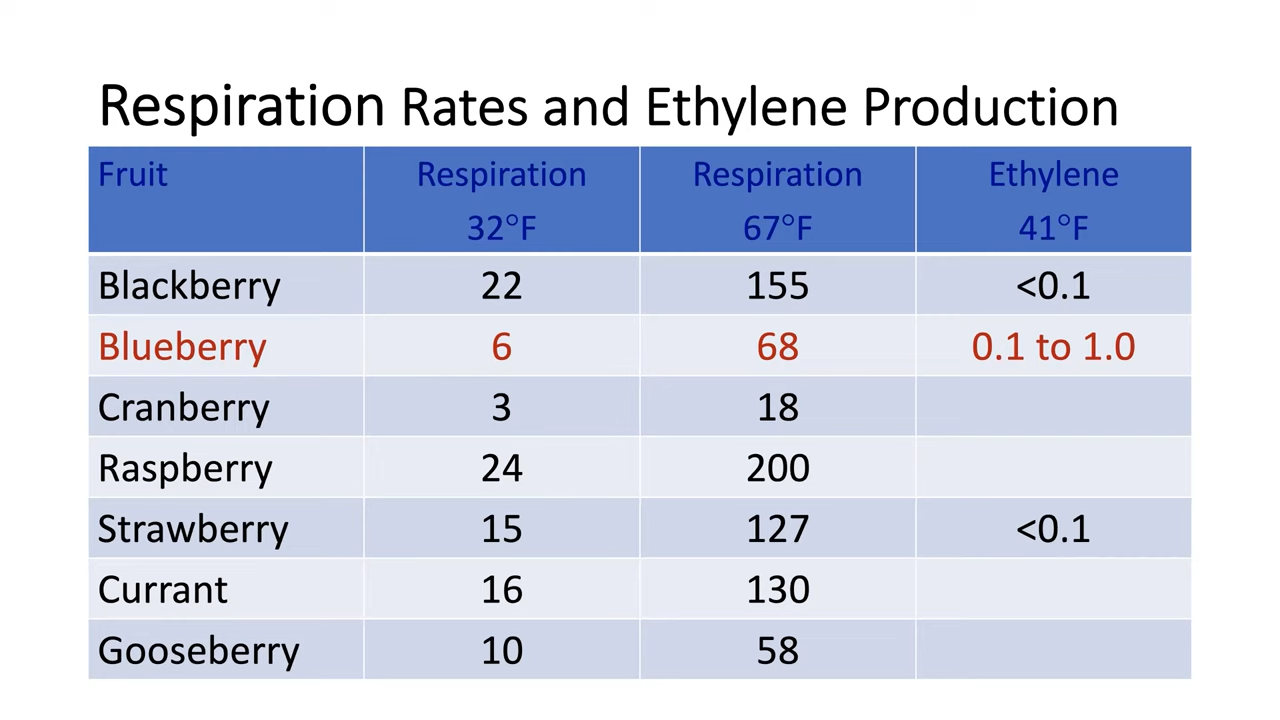 Respiration Rates and Ethylene Production
Fruit Respiration Respiration Ethylene
32°F 67°F 41°F
Blackberry 22 155 <0.1
Blueberry 6 68 0.1 to 1.0
Cranberry 3 18
Raspberry 24 200
Strawberry 15 127 <0.1
Currant 16 130
Gooseberry 10 58